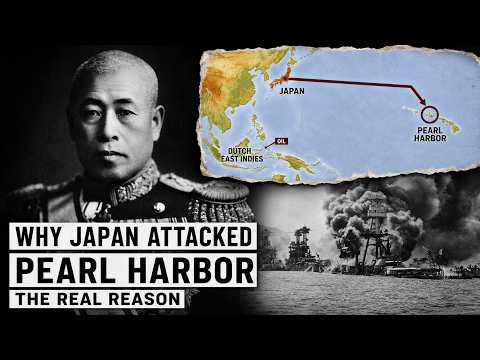 JAPAN
PEARL
HARBOR
OIL
DUTCH
EAST INDIES
WHY JAPAN ATTACKED
PEARL HARBOR
THE REAL REASON